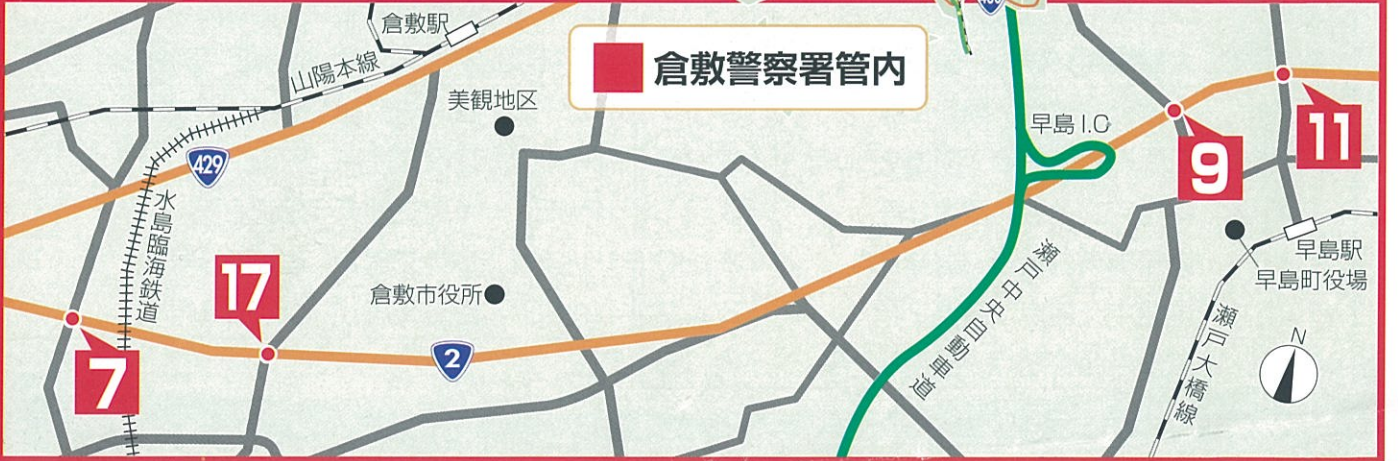 倉敷駅
山陽本線
倉敷警察署管内
美観地区
早島I.C
429
水島臨海鉄道
9
11
17
倉敷市役所
瀬戸中央自動車道
早島駅
早島町役場
7
2
瀬戸大橋線
N